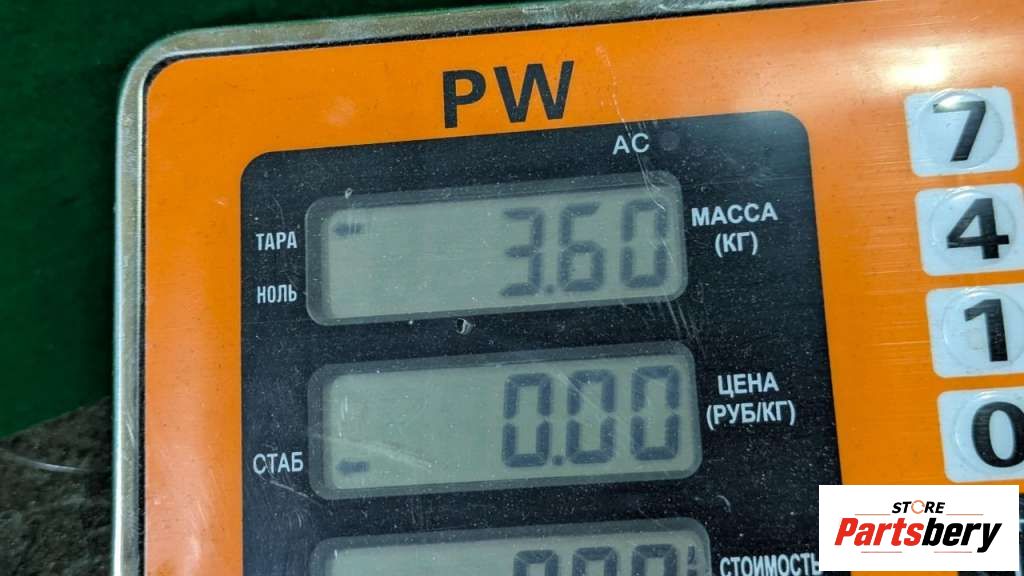 PW
AC
ТАРА
НОЛЬ
3.60
МАССА
(КГ)
0.00
ЦЕНА
(РУБ/КГ)
СТАБ
СТОИМОСТЬ
7
4
1
0
STORE
Partsbery